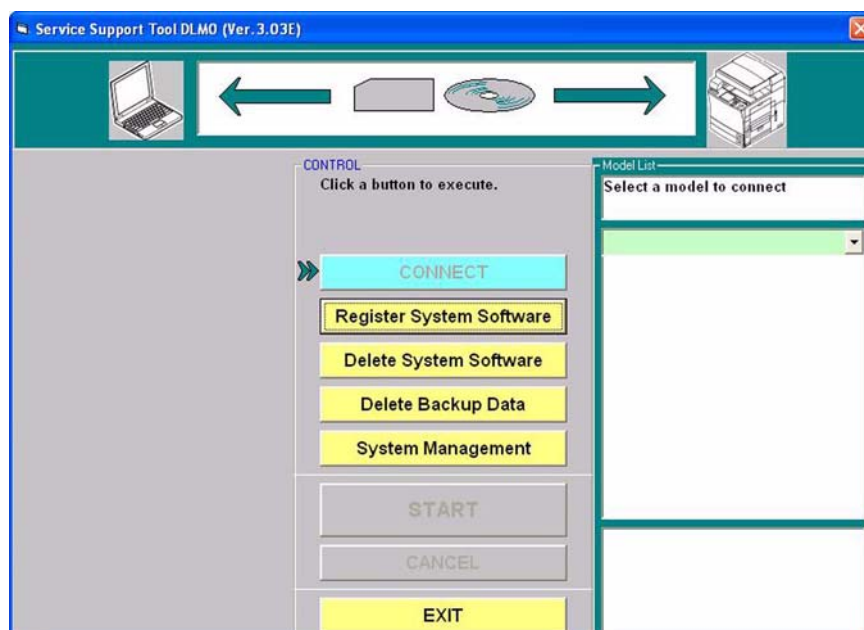 Service Support Tool DLMO (Ver.3.03E)
CONTROL
Click a button to execute.
CONNECT
Register System Software
Delete System Software
Delete Backup Data
System Management
START
CANCEL
EXIT
Model List
Select a model to connect